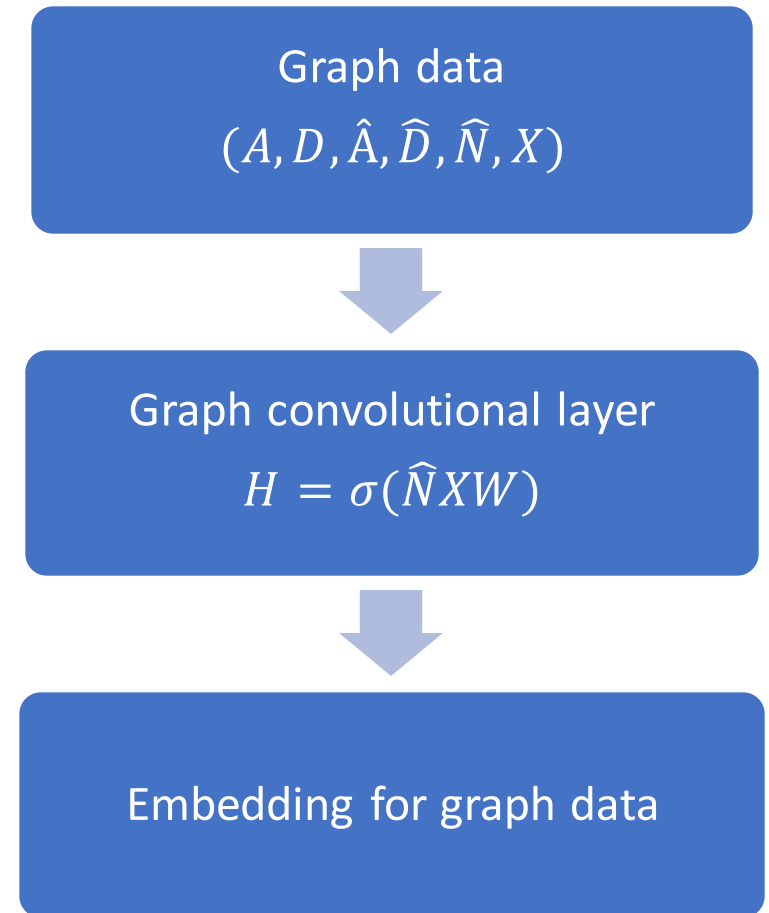 Graph data
(A, D, Â, D̂, N̂, X)
Graph convolutional layer
H = σ(N̂XW)
Embedding for graph data